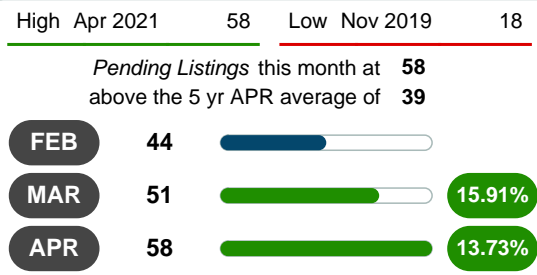 High Apr 2021 58 Low Nov 2019 18
Pending Listings this month at 58
above the 5 yr APR average of 39
FEB 44
MAR 51 15.91%
APR 58 13.73%